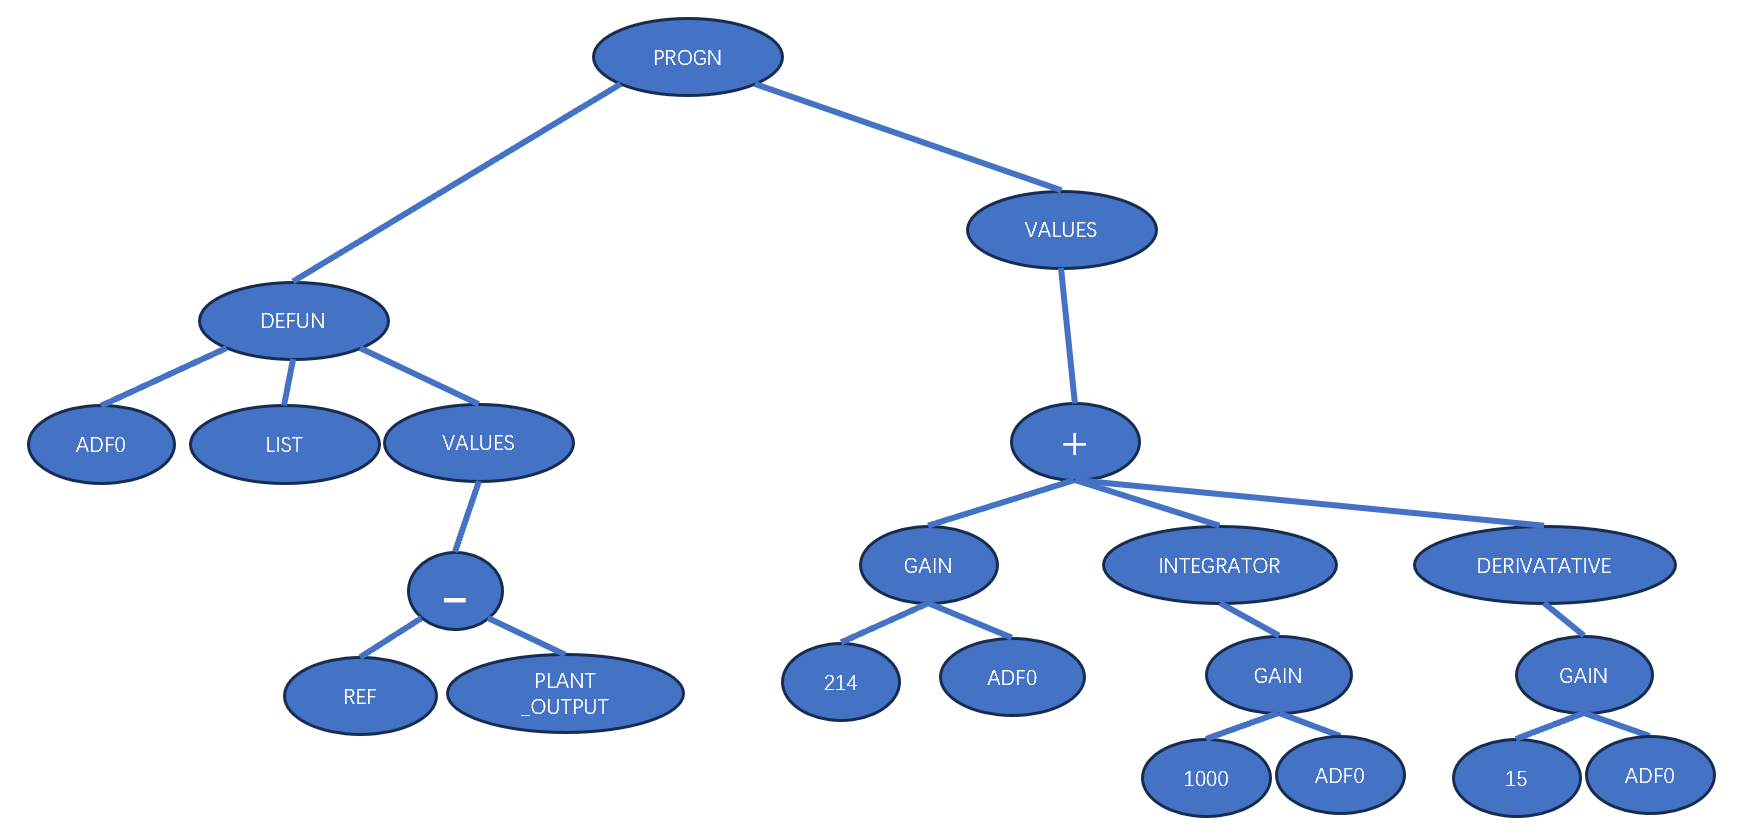 PROGN
VALUES
DEFUN
ADF0
LIST
VALUES
+
GAIN
INTEGRATOR
DERIVATATIVE
–
REF
PLANT
_OUTPUT
214
ADF0
GAIN
GAIN
1000
ADF0
15
ADF0